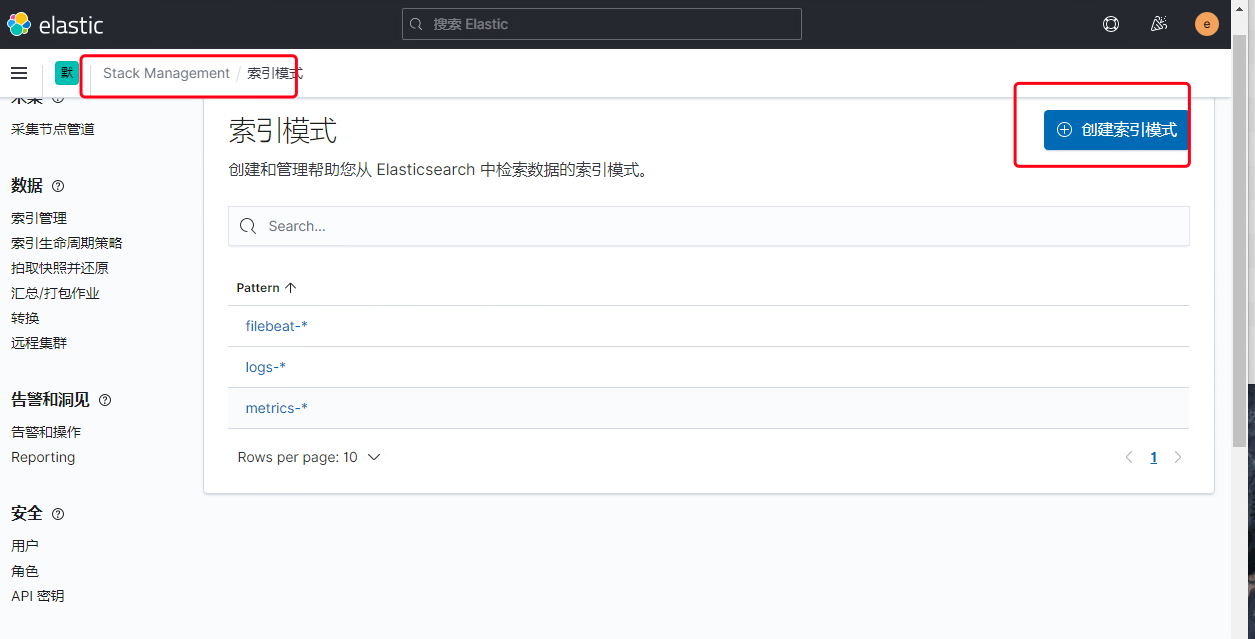 elastic
搜索 Elastic
e
默
Stack Management / 索引模式
采集节点管道
数据
索引管理
索引生命周期策略
拍取快照并还原
汇总/打包作业
转换
远程集群
告警和洞见
告警和操作
Reporting
安全
用户
角色
API 密钥
索引模式
创建索引模式
创建和管理帮助您从 Elasticsearch 中检索数据的索引模式。
Search...
Pattern
filebeat-*
logs-*
metrics-*
Rows per page: 10
1